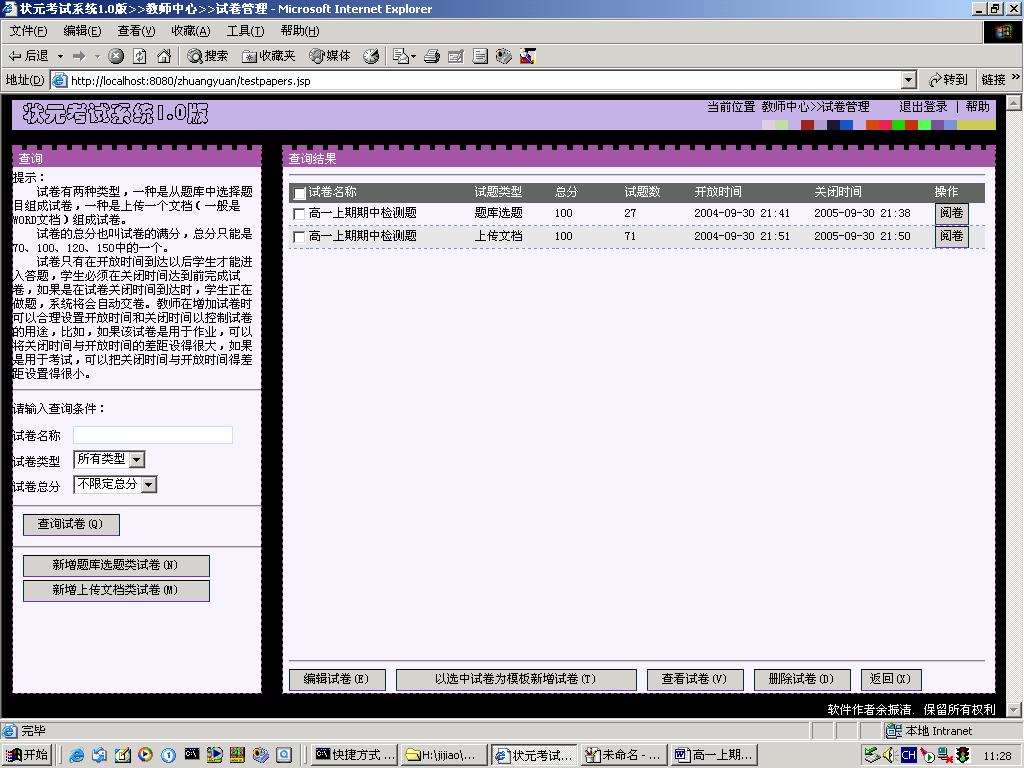 状元考试系统1.0版>>教师中心>>试卷管理 - Microsoft Internet Explorer
文件(F) 编辑(E) 查看(V) 收藏(A) 工具(T) 帮助(H)
后退 搜索 收藏夹 媒体
地址(D) http://localhost:8080/zhuangyuan/testpapers.jsp 转到 链接 »
状元考试系统1.0版
当前位置 教师中心>>试卷管理 退出登录 | 帮助
查询
提示：
试卷有两种类型，一种是从题库中选择题
目组成试卷，一种是上传一个文档（一般是
WORD文档）组成试卷。
试卷的总分也叫试卷的满分，总分只能是
70、100、120、150中的一个。
试卷只有在开放时间到达以后学生才能进
入答题，学生必须在关闭时间达到前完成试
卷，如果是在试卷关闭时间到达时，学生正在
做题，系统将会自动交卷。教师在增加试卷时
可以合理设置开放时间和关闭时间以控制试卷
的用途，比如，如果该试卷是用于作业，可以
将关闭时间与开放时间的差距设得很大，如果
是用于考试，可以把关闭时间与开放时间得差
距设置得很小。
请输入查询条件：
试卷名称
试卷类型 所有类型
试卷总分 不限定总分
查询试卷(Q)
新增题库选题类试卷(N)
新增上传文档类试卷(M)
查询结果
试卷名称 试题类型 总分 试题数 开放时间 关闭时间 操作
高一上期期中检测题 题库选题 100 27 2004-09-30 21:41 2005-09-30 21:38 阅卷
高一上期期中检测题 上传文档 100 71 2004-09-30 21:51 2005-09-30 21:50 阅卷
编辑试卷(E) 以选中试卷为模板新增试卷(T) 查看试卷(V) 删除试卷(D) 返回(X)
软件作者余振清. 保留所有权利
完毕 本地 Intranet
开始 快捷方式 ... H:\jijiao\... 状元考试... 未命名 - ... 高一上期... CH 11:28